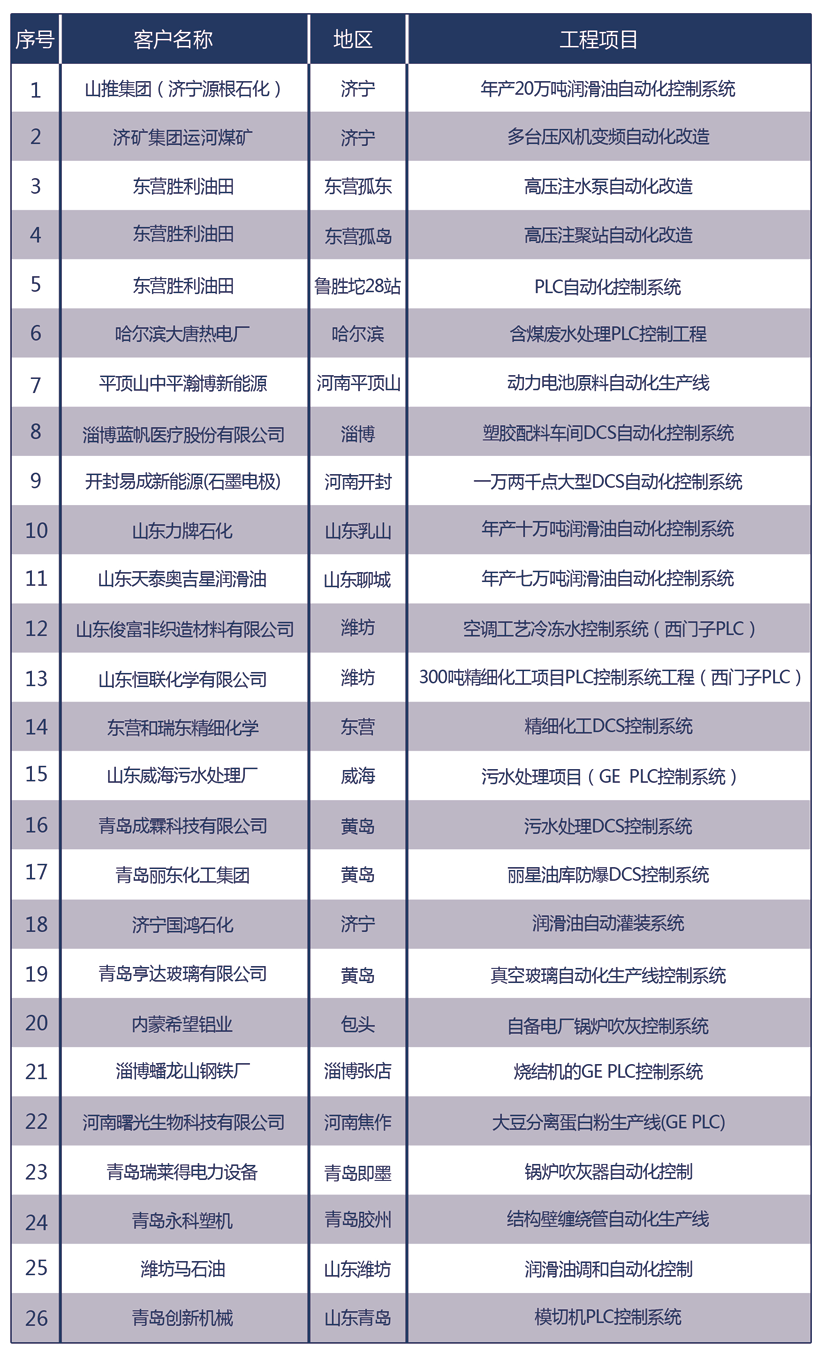 序号 客户名称 地区 工程项目
1 山推集团（济宁源根石化） 济宁 年产20万吨润滑油自动化控制系统
2 济矿集团运河煤矿 济宁 多台压风机变频自动化改造
3 东营胜利油田 东营孤东 高压注水泵自动化改造
4 东营胜利油田 东营孤岛 高压注聚站自动化改造
5 东营胜利油田 鲁胜坨28站 PLC自动化控制系统
6 哈尔滨大唐热电厂 哈尔滨 含煤废水处理PLC控制工程
7 平顶山中平瀚博新能源 河南平顶山 动力电池原料自动化生产线
8 淄博蓝帆医疗股份有限公司 淄博 塑胶配料车间DCS自动化控制系统
9 开封易成新能源(石墨电极) 河南开封 一万两千点大型DCS自动化控制系统
10 山东力牌石化 山东乳山 年产十万吨润滑油自动化控制系统
11 山东天泰奥吉星润滑油 山东聊城 年产七万吨润滑油自动化控制系统
12 山东俊富非织造材料有限公司 潍坊 空调工艺冷冻水控制系统（西门子PLC）
13 山东恒联化学有限公司 潍坊 300吨精细化工项目PLC控制系统工程（西门子PLC）
14 东营和瑞东精细化学 东营 精细化工DCS控制系统
15 山东威海污水处理厂 威海 污水处理项目（GE PLC控制系统）
16 青岛成霖科技有限公司 黄岛 污水处理DCS控制系统
17 青岛丽东化工集团 黄岛 丽星油库防爆DCS控制系统
18 济宁国鸿石化 济宁 润滑油自动灌装系统
19 青岛亨达玻璃有限公司 黄岛 真空玻璃自动化生产线控制系统
20 内蒙希望铝业 包头 自备电厂锅炉吹灰控制系统
21 淄博蟠龙山钢铁厂 淄博张店 烧结机的GE PLC控制系统
22 河南曙光生物科技有限公司 河南焦作 大豆分离蛋白粉生产线(GE PLC)
23 青岛瑞莱得电力设备 青岛即墨 锅炉吹灰器自动化控制
24 青岛永科塑机 青岛胶州 结构壁缠绕管自动化生产线
25 潍坊马石油 山东潍坊 润滑油调和自动化控制
26 青岛创新机械 山东青岛 模切机PLC控制系统